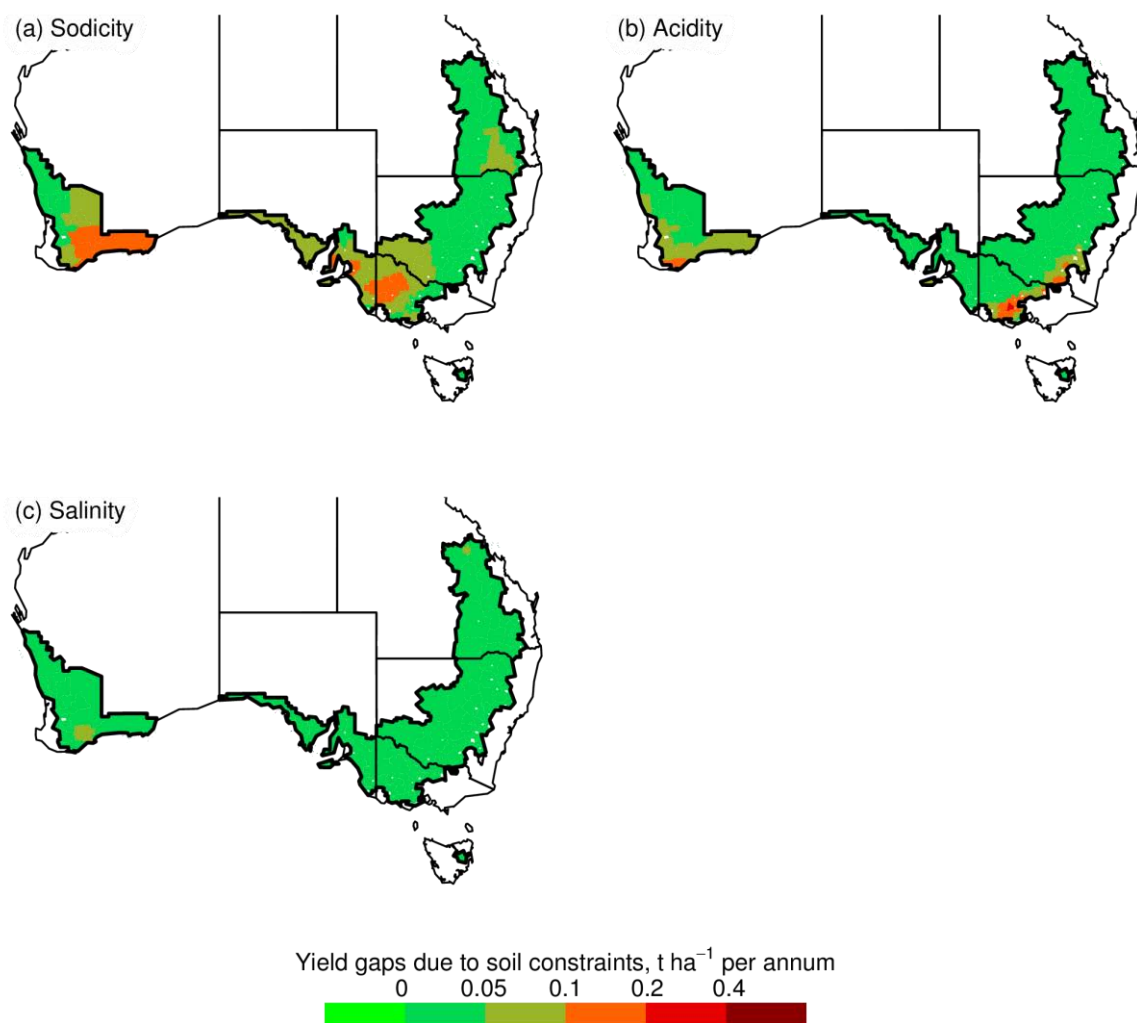 (a) Sodicity
(b) Acidity
(c) Salinity
Yield gaps due to soil constraints, t ha⁻¹ per annum
0 0.05 0.1 0.2 0.4